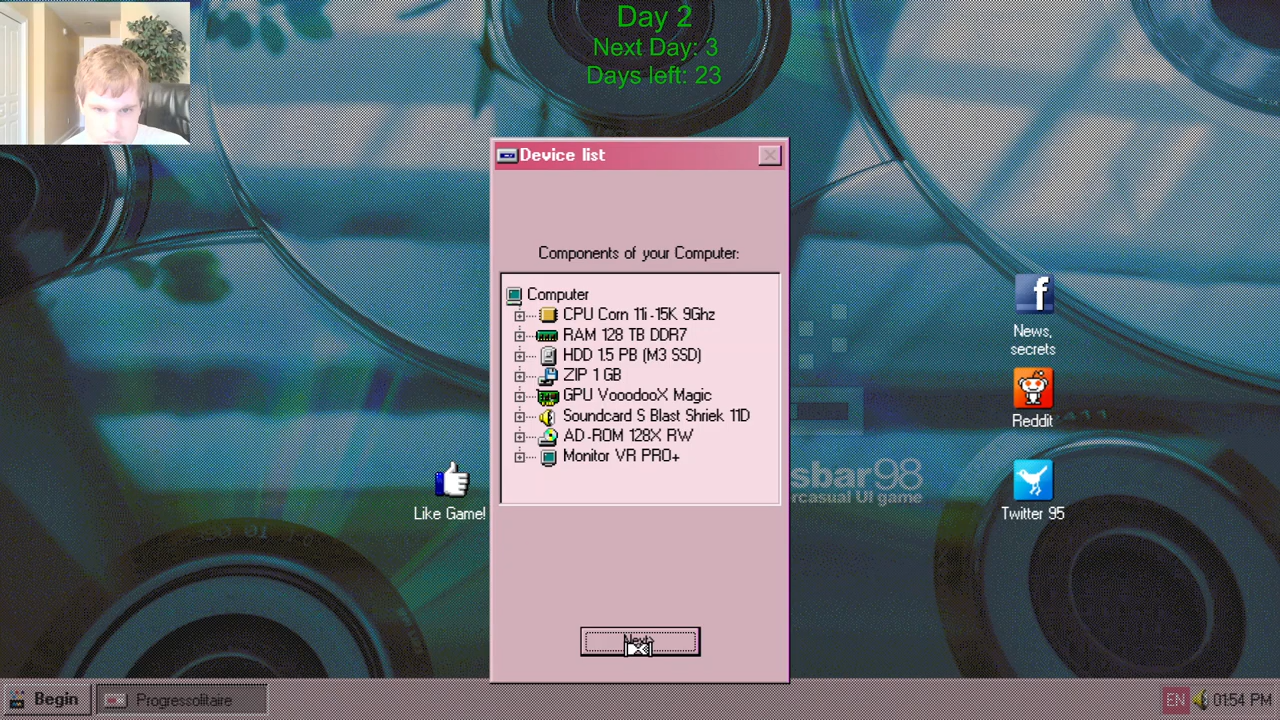 Day 2
Next Day: 3
Days left: 23
Device list
Components of your Computer:
Computer
CPU Corn 11i-15K 9Ghz
RAM 128 TB DDR7
HDD 1.5 PB (M3 SSD)
ZIP 1 GB
GPU VooodooX Magic
Soundcard S Blast Shriek 11D
AD-ROM 128X RW
Monitor VR PRO+
Next>
Like Game!
News,
secrets
Reddit
Twitter 95
sbar98
rcasual UI game
Begin
Progressolitaire
EN
01:54 PM